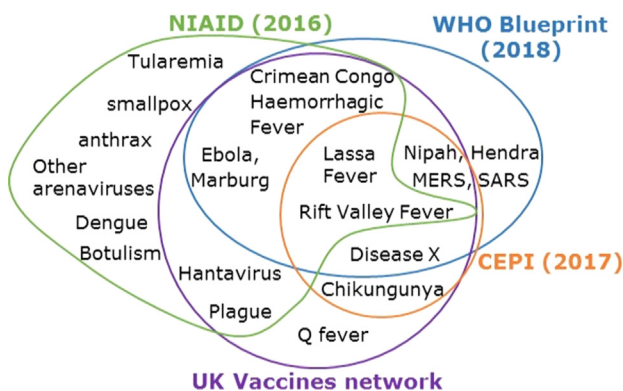 NIAID (2016)
WHO Blueprint
(2018)
Tularemia
smallpox
anthrax
Other
arenaviruses
Dengue
Botulism
Crimean Congo
Haemorrhagic
Fever
Ebola,
Marburg
Lassa
Fever
Nipah, Hendra
MERS, SARS
Rift Valley Fever
Disease X
CEPI (2017)
Hantavirus
Chikungunya
Plague
Q fever
UK Vaccines network